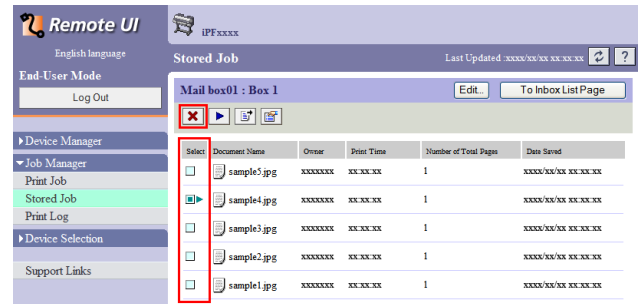 Remote UI
iPFxxxx
English language
Stored Job
Last Updated :xxxx/xx/xx xx:xx:xx
?
End-User Mode
Log Out
Mail box01 : Box 1
Edit...
To Inbox List Page
Device Manager
Job Manager
Print Job
Stored Job
Print Log
Device Selection
Support Links
Select Document Name Owner Print Time Number of Total Pages Date Saved
sample5.jpg xxxxxxx xx:xx:xx 1 xxxx/xx/xx xx:xx:xx
sample4.jpg xxxxxxx xx:xx:xx 1 xxxx/xx/xx xx:xx:xx
sample3.jpg xxxxxxx xx:xx:xx 1 xxxx/xx/xx xx:xx:xx
sample2.jpg xxxxxxx xx:xx:xx 1 xxxx/xx/xx xx:xx:xx
sample1.jpg xxxxxxx xx:xx:xx 1 xxxx/xx/xx xx:xx:xx